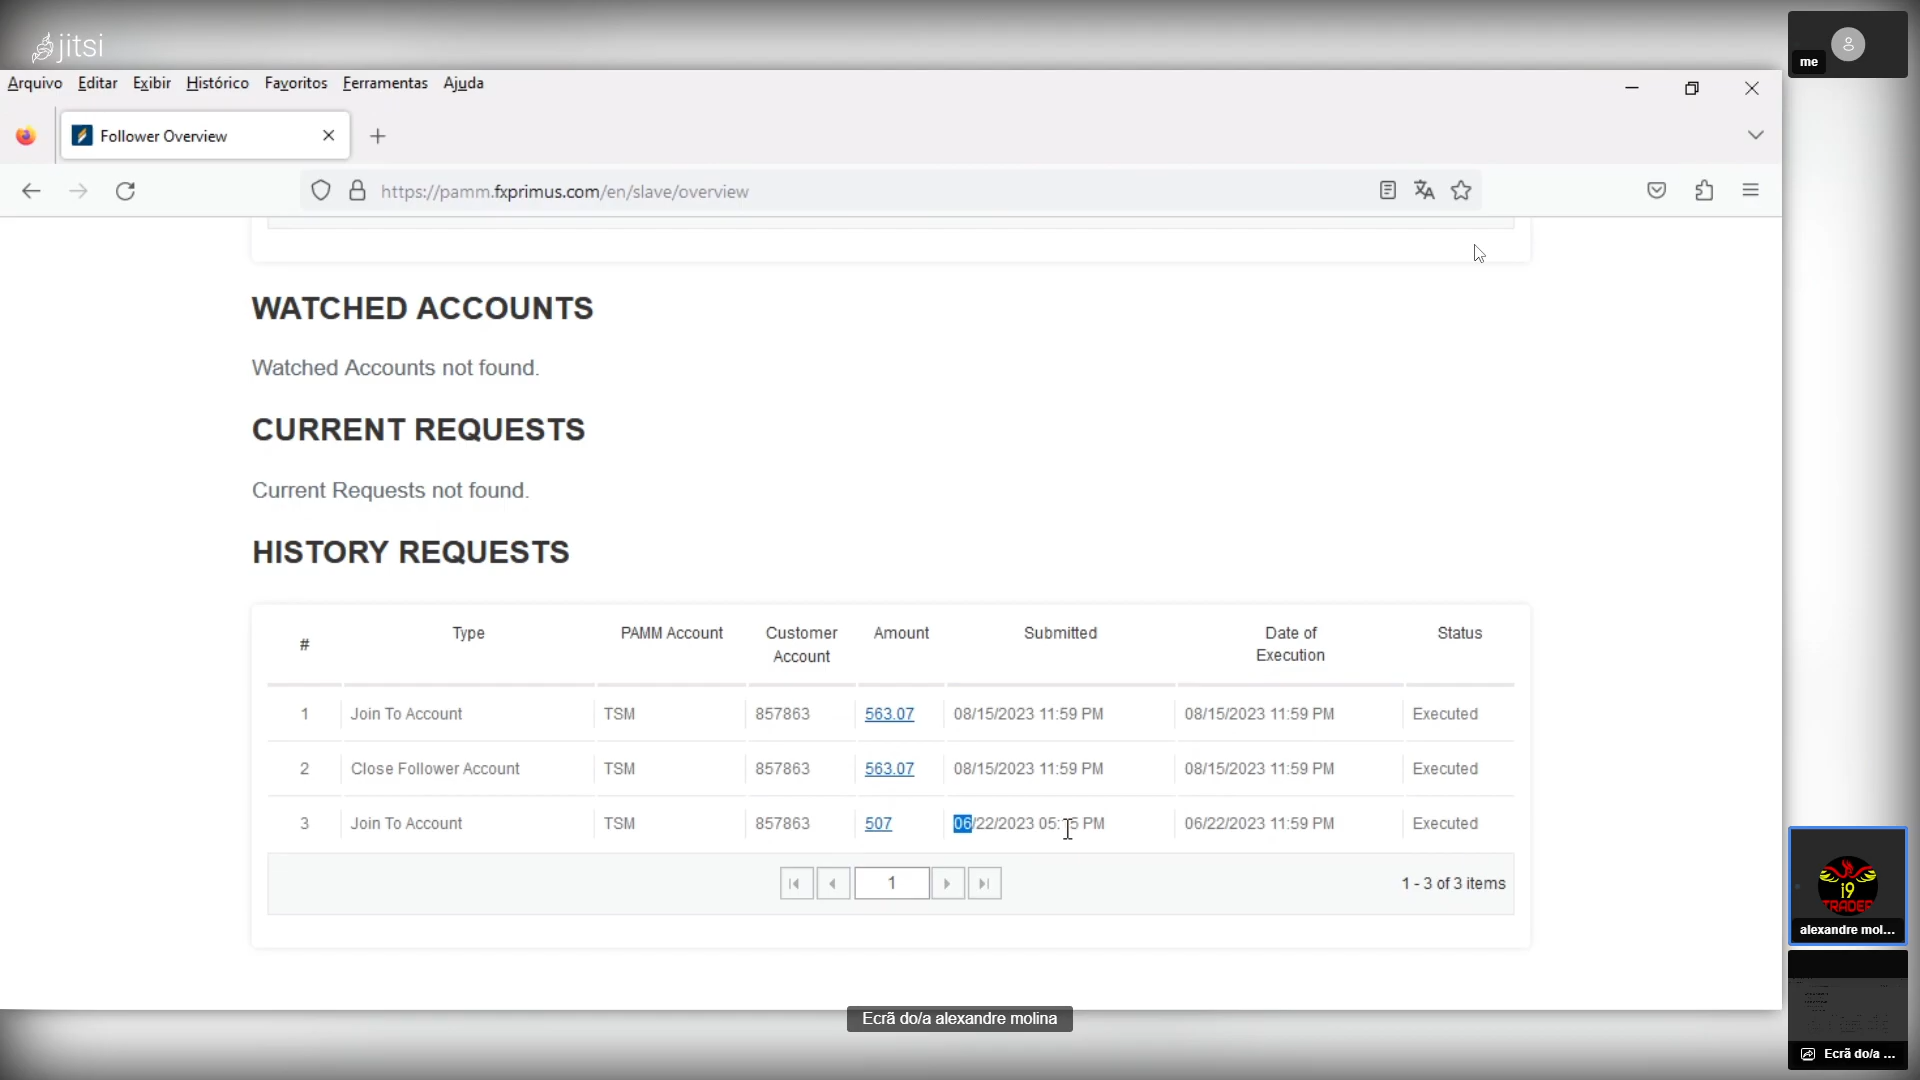 jitsi
me
Arquivo Editar Exibir Histórico Favoritos Ferramentas Ajuda
Follower Overview
https://pamm.fxprimus.com/en/slave/overview
WATCHED ACCOUNTS
Watched Accounts not found.
CURRENT REQUESTS
Current Requests not found.
HISTORY REQUESTS
# Type PAMM Account Customer Account Amount Submitted Date of Execution Status
1 Join To Account TSM 857863 563.07 08/15/2023 11:59 PM 08/15/2023 11:59 PM Executed
2 Close Follower Account TSM 857863 563.07 08/15/2023 11:59 PM 08/15/2023 11:59 PM Executed
3 Join To Account TSM 857863 507 06/22/2023 PM 06/22/2023 11:59 PM Executed
1
1 - 3 of 3 items
i9
TRADER
alexandre mol...
Ecrã do/a alexandre molina
Ecrã do/a ...